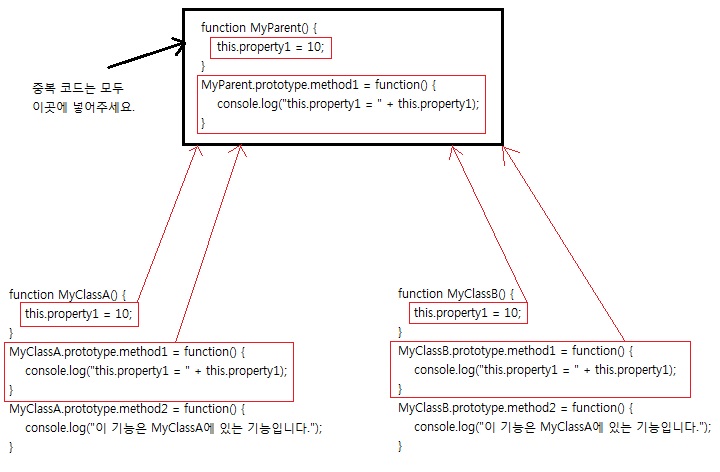 function MyParent() {
this.property1 = 10;
}
MyParent.prototype.method1 = function() {
console.log("this.property1 = " + this.property1);
}
중복 코드는 모두
이곳에 넣어주세요.
function MyClassA() {
this.property1 = 10;
}
MyClassA.prototype.method1 = function() {
console.log("this.property1 = " + this.property1);
}
MyClassA.prototype.method2 = function() {
console.log("이 기능은 MyClassA에 있는 기능입니다.");
}
function MyClassB() {
this.property1 = 10;
}
MyClassB.prototype.method1 = function() {
console.log("this.property1 = " + this.property1);
}
MyClassB.prototype.method2 = function() {
console.log("이 기능은 MyClassA에 있는 기능입니다.");
}